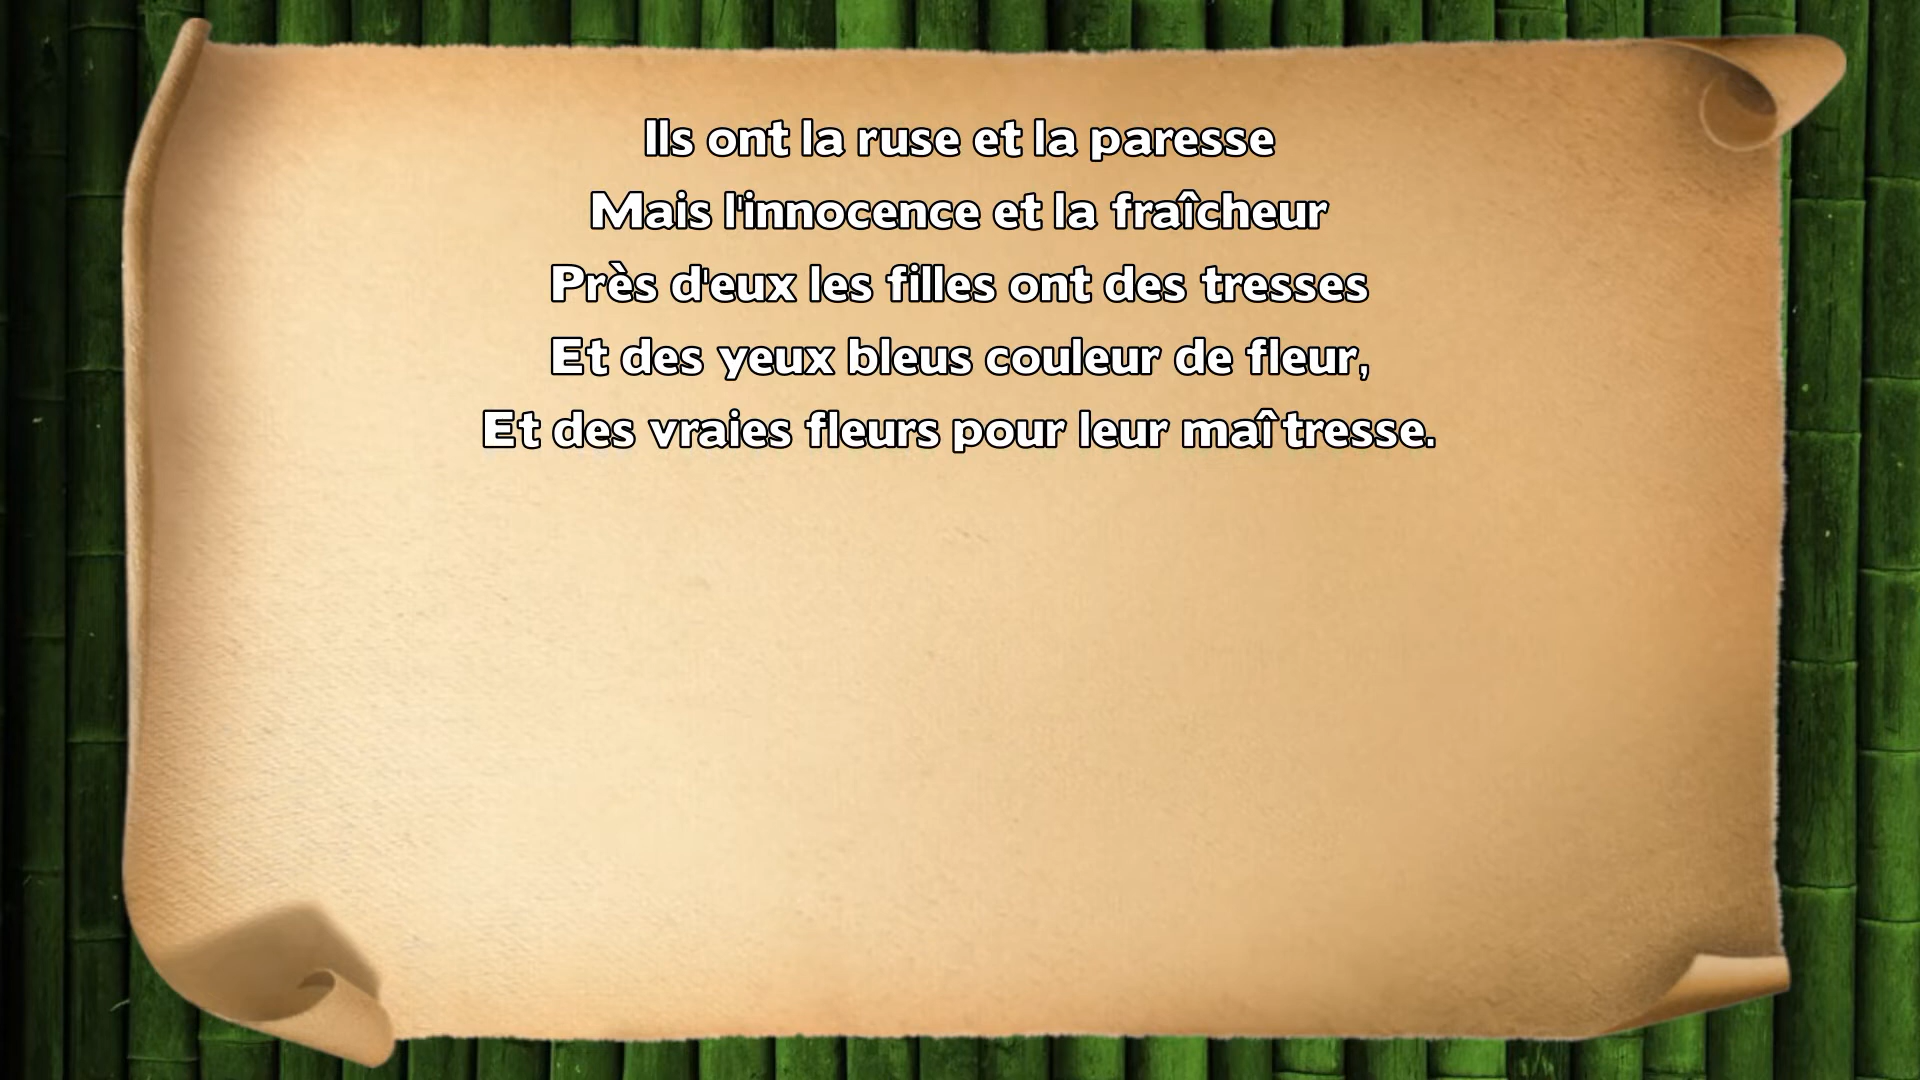 Ils ont la ruse et la paresse
Mais l'innocence et la fraîcheur
Près d'eux les filles ont des tresses
Et des yeux bleus couleur de fleur,
Et des vraies fleurs pour leur maîtresse.